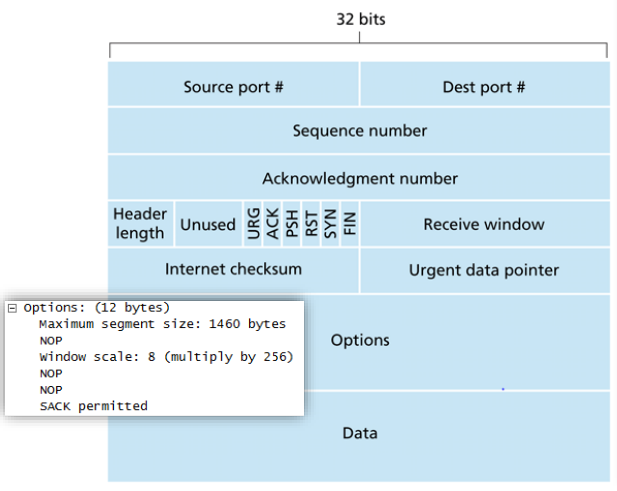 32 bits
Source port #
Dest port #
Sequence number
Acknowledgment number
Header
length
Unused
URG
ACK
PSH
RST
SYN
FIN
Receive window
Internet checksum
Urgent data pointer
Options: (12 bytes)
Maximum segment size: 1460 bytes
NOP
Window scale: 8 (multiply by 256)
NOP
NOP
SACK permitted
Options
Data